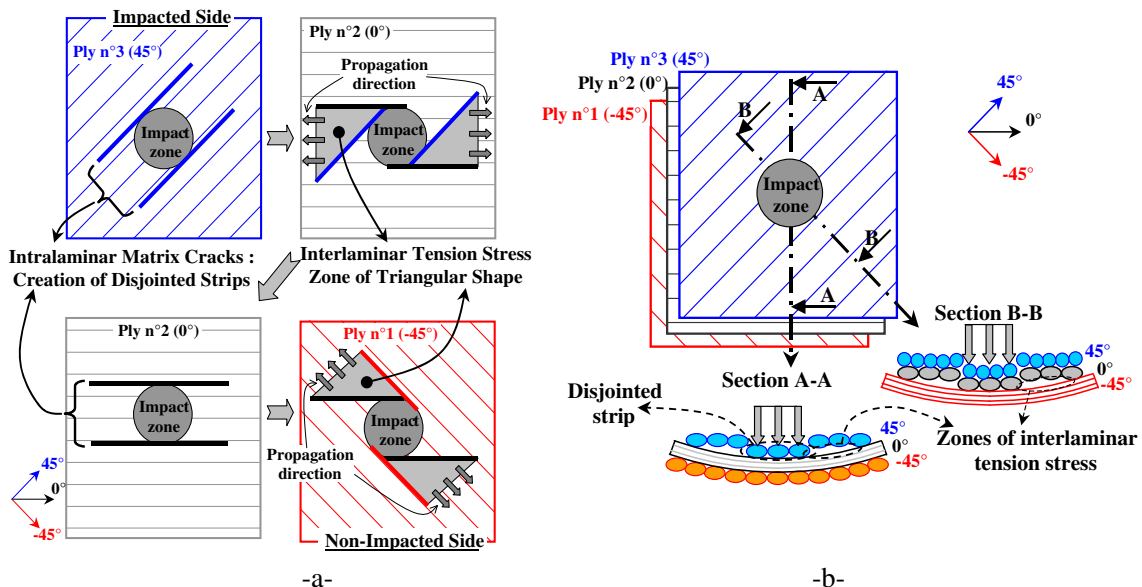 Impacted Side
Ply n°3 (45°)
Impact
zone
Ply n°2 (0°)
Propagation
direction
Impact
zone
Intralaminar Matrix Cracks :
Creation of Disjointed Strips
Interlaminar Tension Stress
Zone of Triangular Shape
Ply n°2 (0°)
Impact
zone
45°
0°
-45°
Ply n°1 (-45°)
Impact
zone
Propagation
direction
Non-Impacted Side
-a-
Ply n°3 (45°)
Ply n°2 (0°)
Ply n°1 (-45°)
A
B
Impact
zone
B
A
45°
0°
-45°
Section B-B
45°
0°
-45°
Section A-A
Disjointed
strip
45°
0°
-45°
Zones of interlaminar
tension stress
-b-